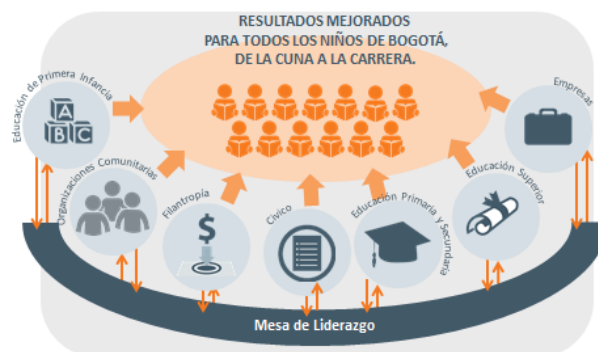 RESULTADOS MEJORADOS
PARA TODOS LOS NIÑOS DE BOGOTÁ,
DE LA CUNA A LA CARRERA.
Educación de Primera Infancia
A
B C
Organizaciones Comunitarias
Filantropía
$
Cívico
Educación Primaria y Secundaria
Educación Superior
Empresas
Mesa de Liderazgo